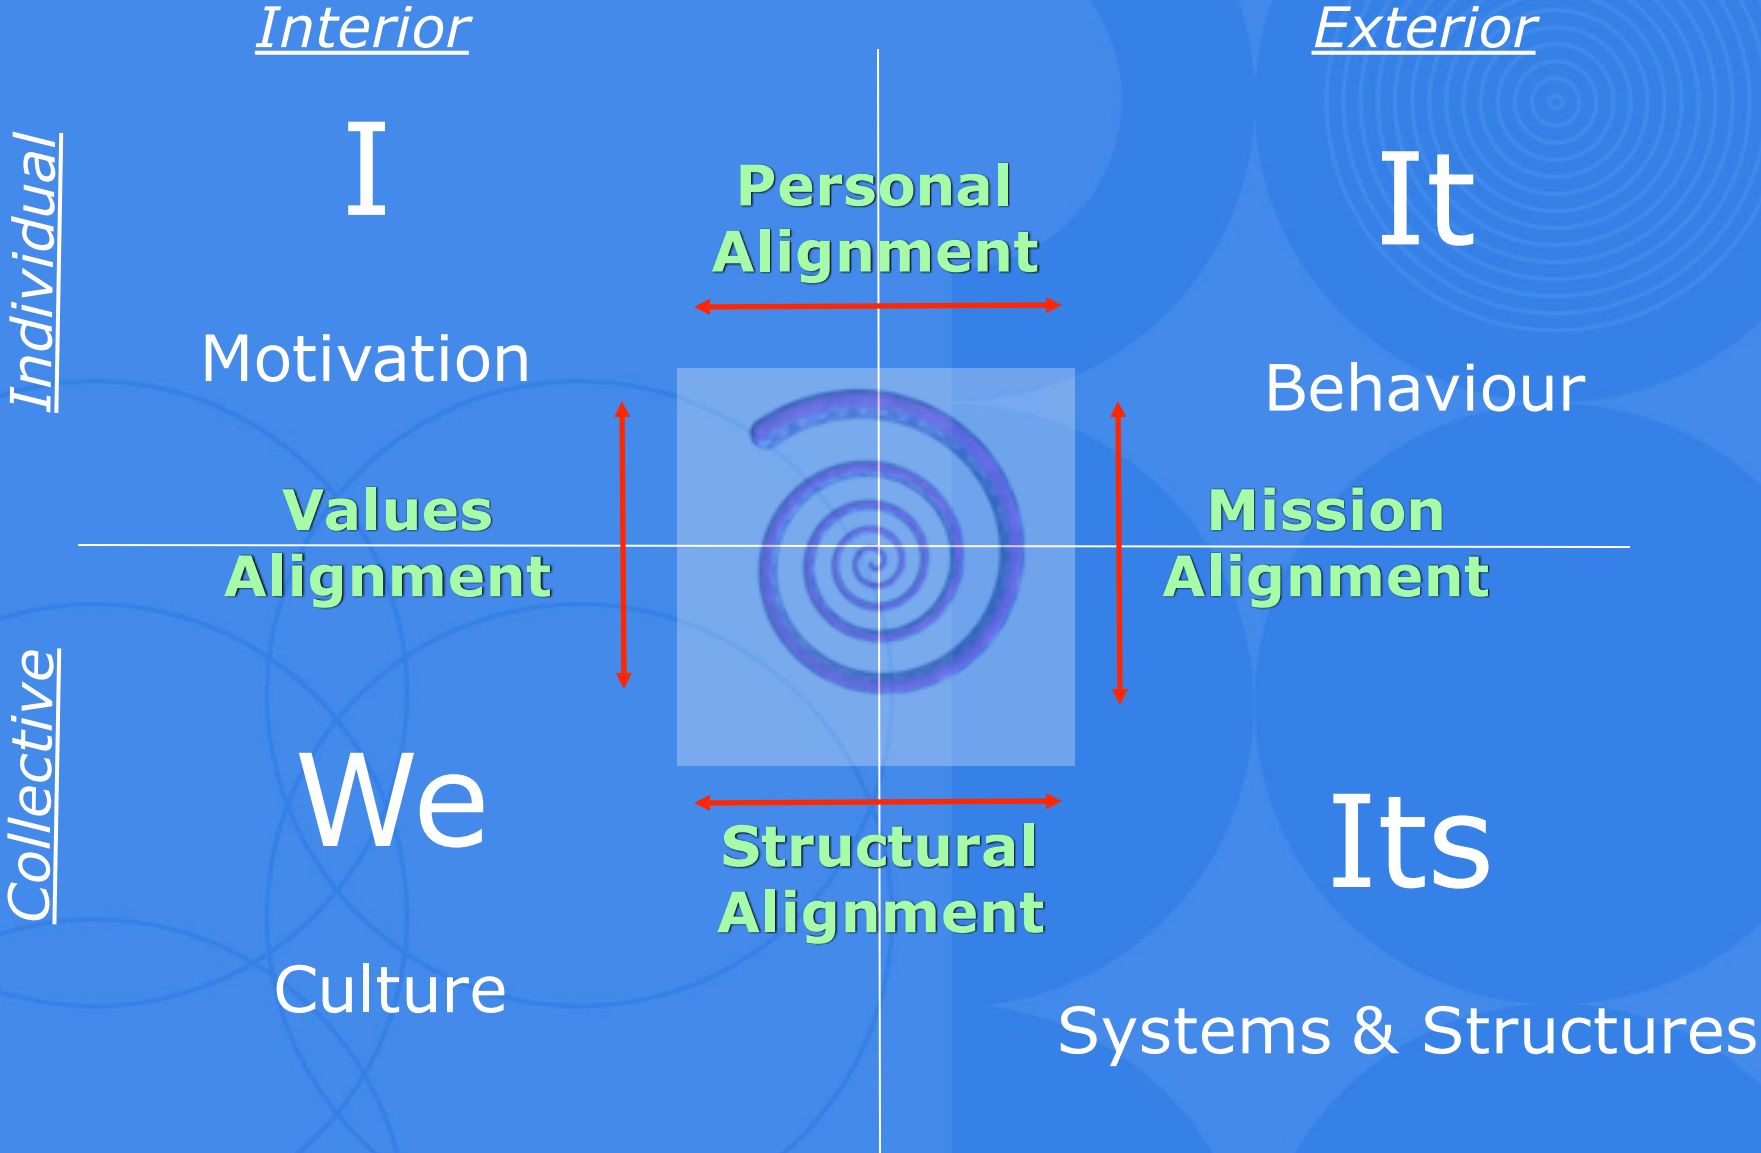 Interior
Exterior
Individual
I
It
Personal
Alignment
Motivation
Behaviour
Values
Alignment
Mission
Alignment
Collective
We
Its
Structural
Alignment
Culture
Systems & Structures